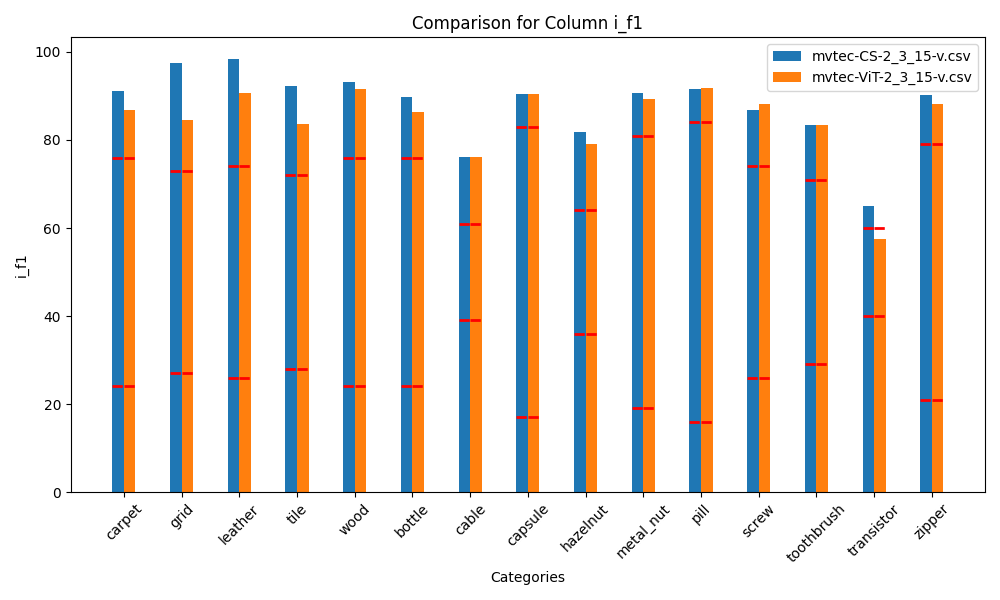 Comparison for Column i_f1
mvtec-CS-2_3_15-v.csv
mvtec-ViT-2_3_15-v.csv
100
80
60
40
20
0
i_f1
carpet
grid
leather
tile
wood
bottle
cable
capsule
hazelnut
metal_nut
pill
screw
toothbrush
transistor
zipper
Categories